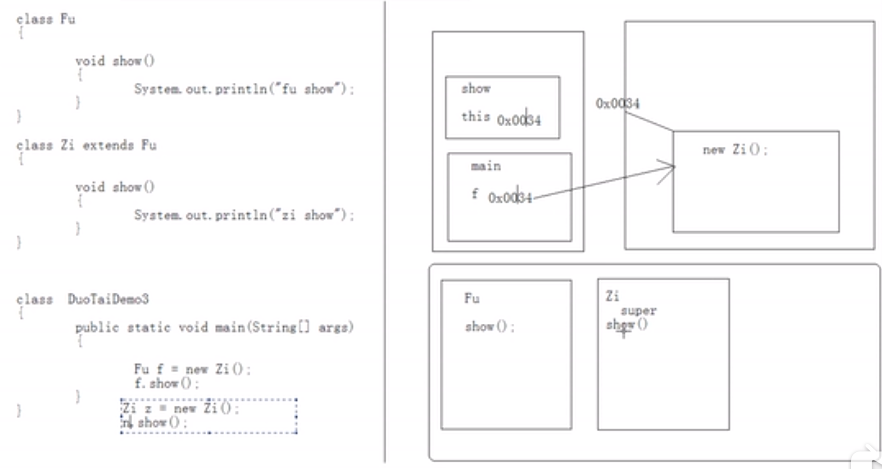 class Fu
{
void show()
{
System.out.println("fu show");
}
}
class Zi extends Fu
{
void show()
{
System.out.println("zi show");
}
}
class DuoTaiDemo3
{
public static void main(String[] args)
{
Fu f = new Zi();
f.show();
}
}
Zi z = new Zi();
show();
show
this 0x0034
main
f 0x0034
0x0034
new Zi();
Fu
show();
Zi
super
show()